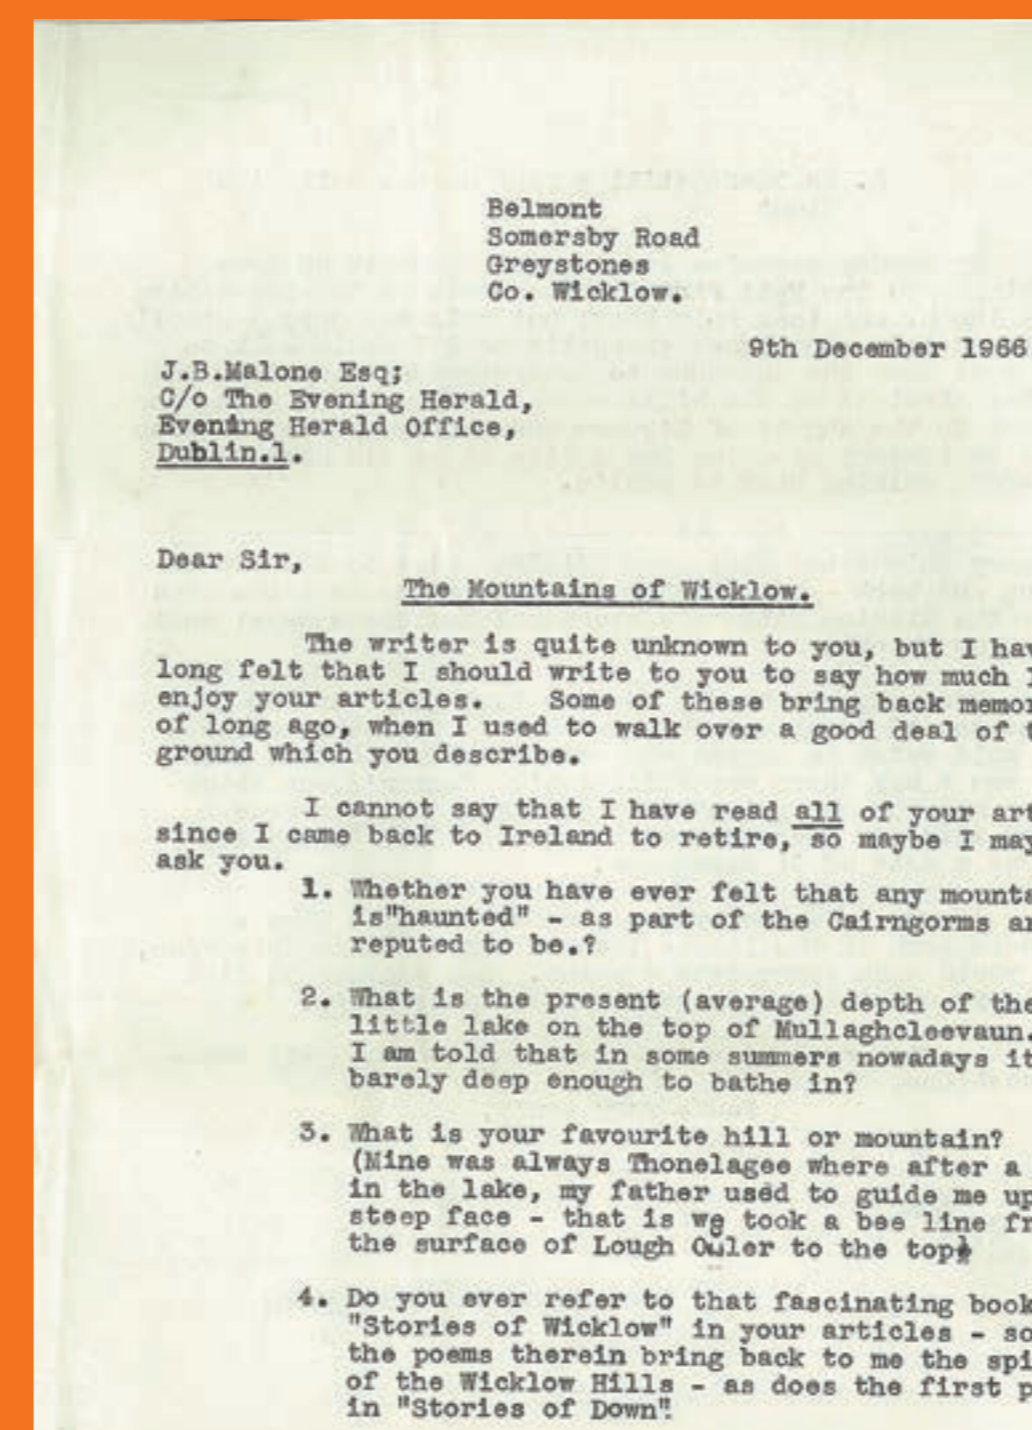 Belmont
Somersby Road
Greystones
Co. Wicklow.
9th December 1966
J.B.Malone Esq;
C/o The Evening Herald,
Evening Herald Office,
Dublin.1.
Dear Sir,
The Mountains of Wicklow.
The writer is quite unknown to you, but I hav
long felt that I should write to you to say how much I
enjoy your articles. Some of these bring back memor
of long ago, when I used to walk over a good deal of t
ground which you describe.
I cannot say that I have read all of your art
since I came back to Ireland to retire, so maybe I may
ask you.
1. Whether you have ever felt that any mounta
is"haunted" - as part of the Cairngorms ar
reputed to be.?
2. What is the present (average) depth of the
little lake on the top of Mullaghcleevaun.
I am told that in some summers nowadays it
barely deep enough to bathe in?
3. What is your favourite hill or mountain?
(Mine was always Thonelagee where after a
in the lake, my father used to guide me up
steep face - that is we took a bee line fr
the surface of Lough Ouler to the top)
4. Do you ever refer to that fascinating book
"Stories of Wicklow" in your articles - so
the poems therein bring back to me the spi
of the Wicklow Hills - as does the first p
in "Stories of Down".